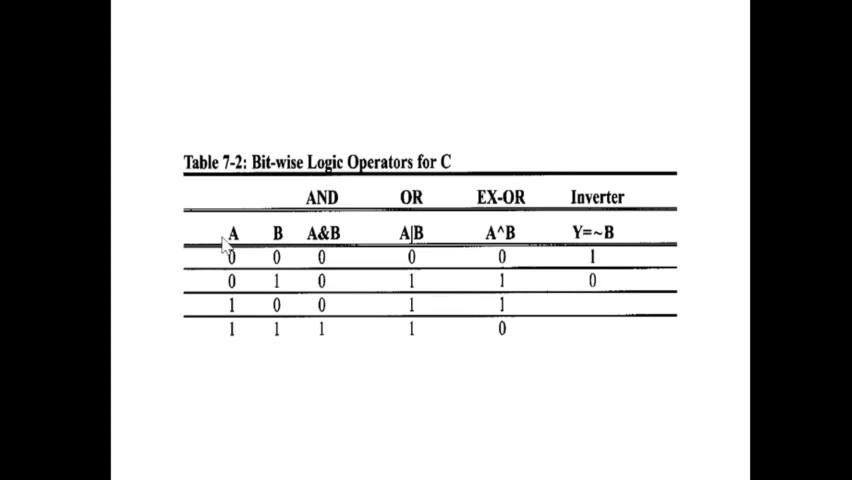 Table 7-2: Bit-wise Logic Operators for C
AND OR EX-OR Inverter
A B A&B A|B A^B Y=~B
0 0 0 0 0 1
0 1 0 1 1 0
1 0 0 1 1
1 1 1 1 0